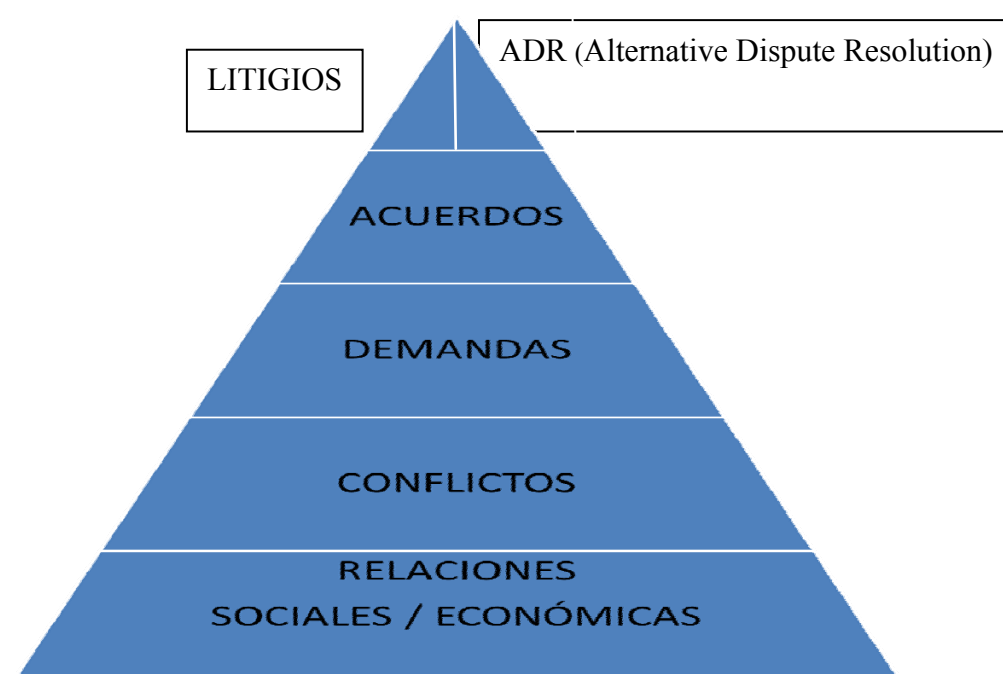 ADR (Alternative Dispute Resolution)
LITIGIOS
ACUERDOS
DEMANDAS
CONFLICTOS
RELACIONES
SOCIALES / ECONÓMICAS